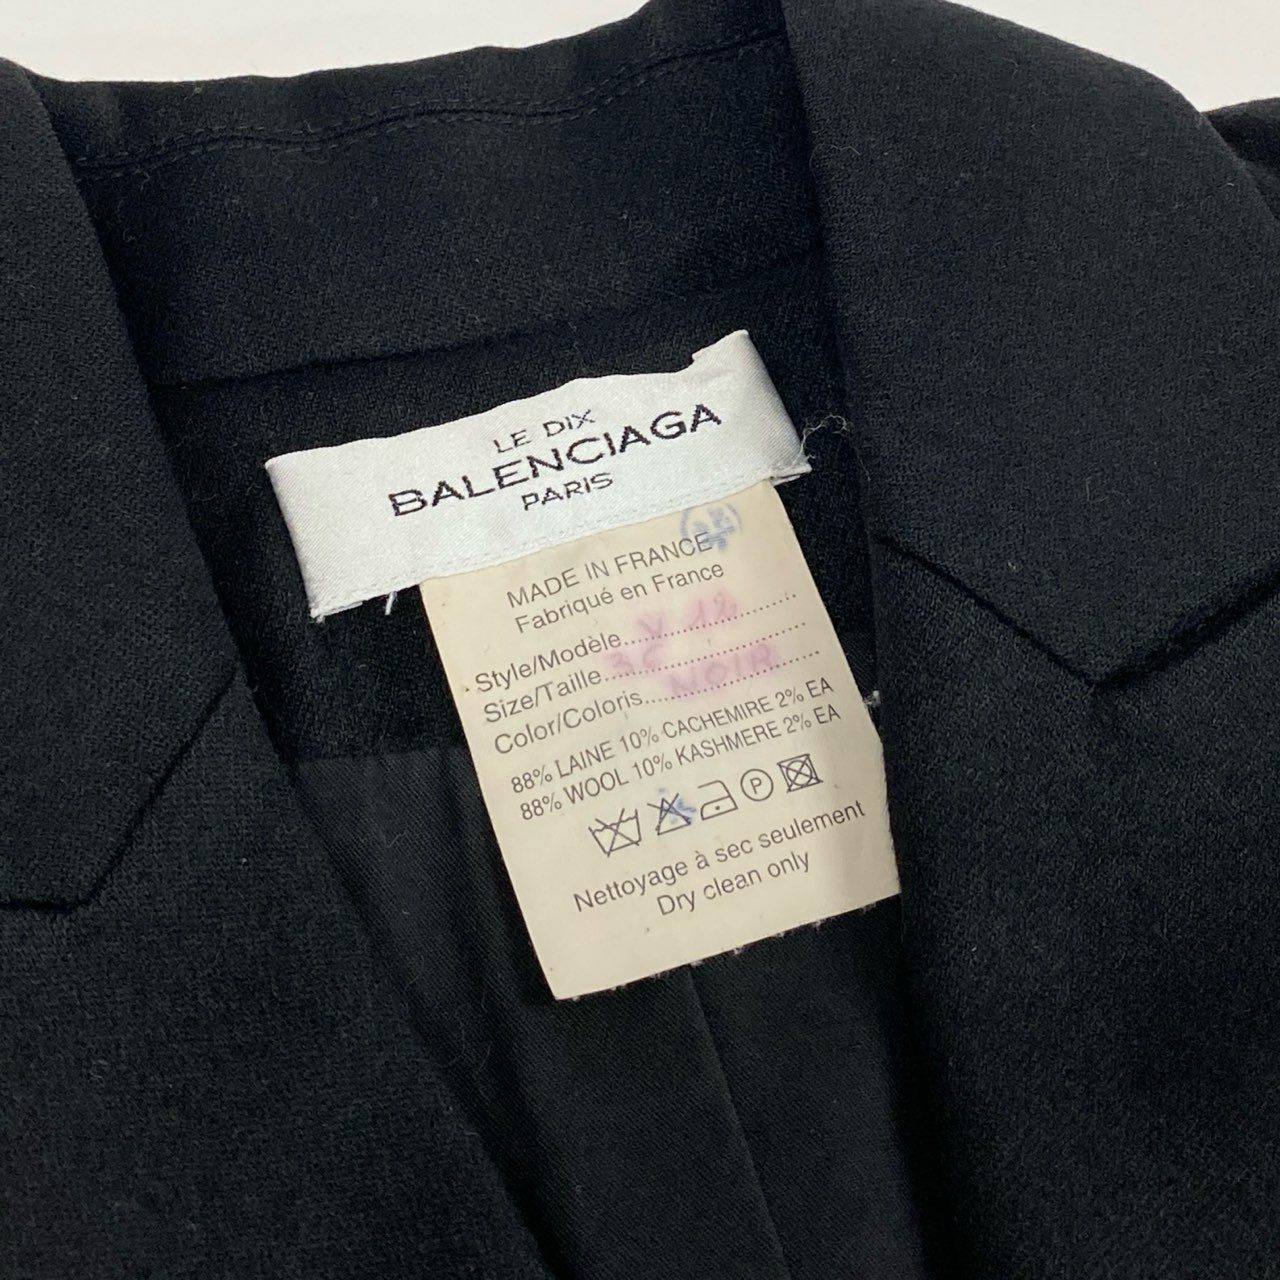 LE DIX
BALENCIAGA
PARIS
MADE IN FRANCE
Fabriqué en France
Style/Modèle.......V 12........
Size/Taille...
Color/Coloris....NOIR......
88% LAINE 10% CACHEMIRE 2% EA
88% WOOL 10% KASHMERE 2% EA
P
Nettoyage à sec seulement
Dry clean only